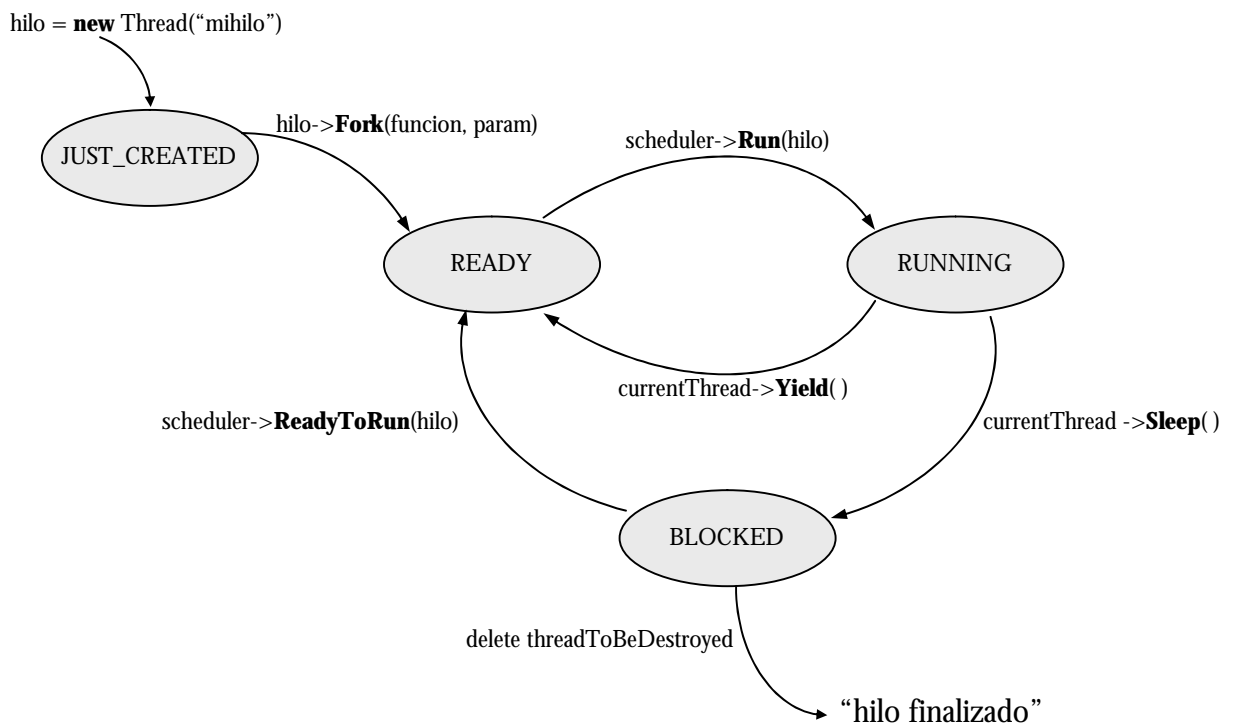 hilo = new Thread(“mihilo”)
hilo->Fork(funcion, param)
scheduler->Run(hilo)
JUST_CREATED
READY
RUNNING
currentThread->Yield( )
scheduler->ReadyToRun(hilo)
currentThread ->Sleep( )
BLOCKED
delete threadToBeDestroyed
“hilo finalizado”